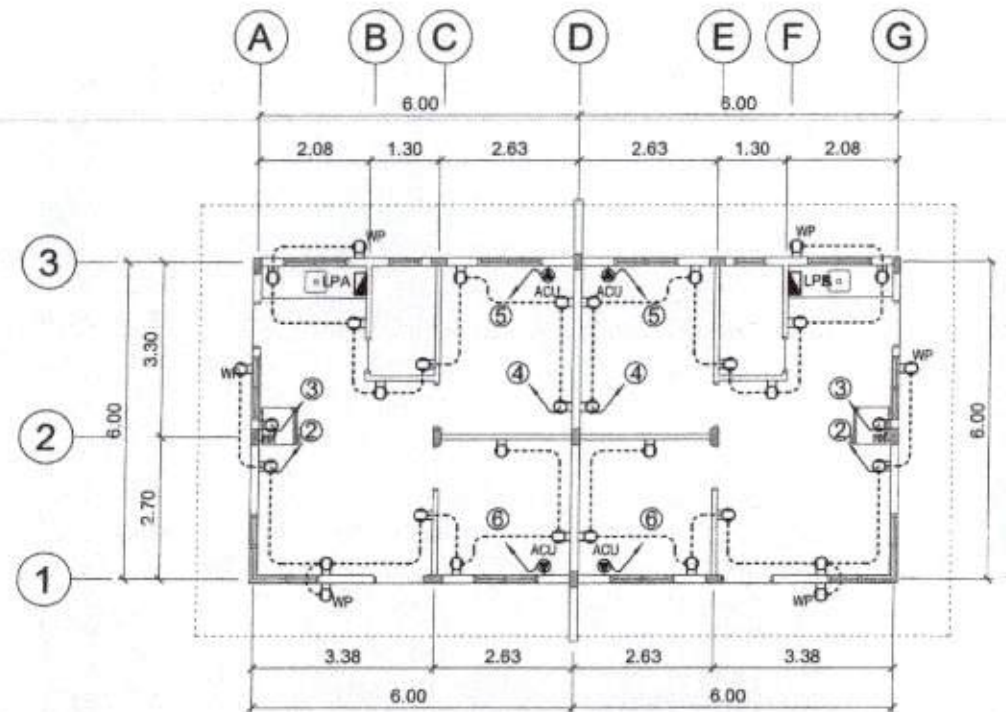 A B C D E F G
6.00 6.00
2.08 1.30 2.63 2.63 1.30 2.08
WP WP
3
LPA ACU ACU LPB
5 5
3.30 6.00 6.00
WP WP
3 4 4 3
2 ref. 2 ref. 2
2.70
6 ACU ACU 6
1
WP WP
3.38 2.63 2.63 3.38
6.00 6.00